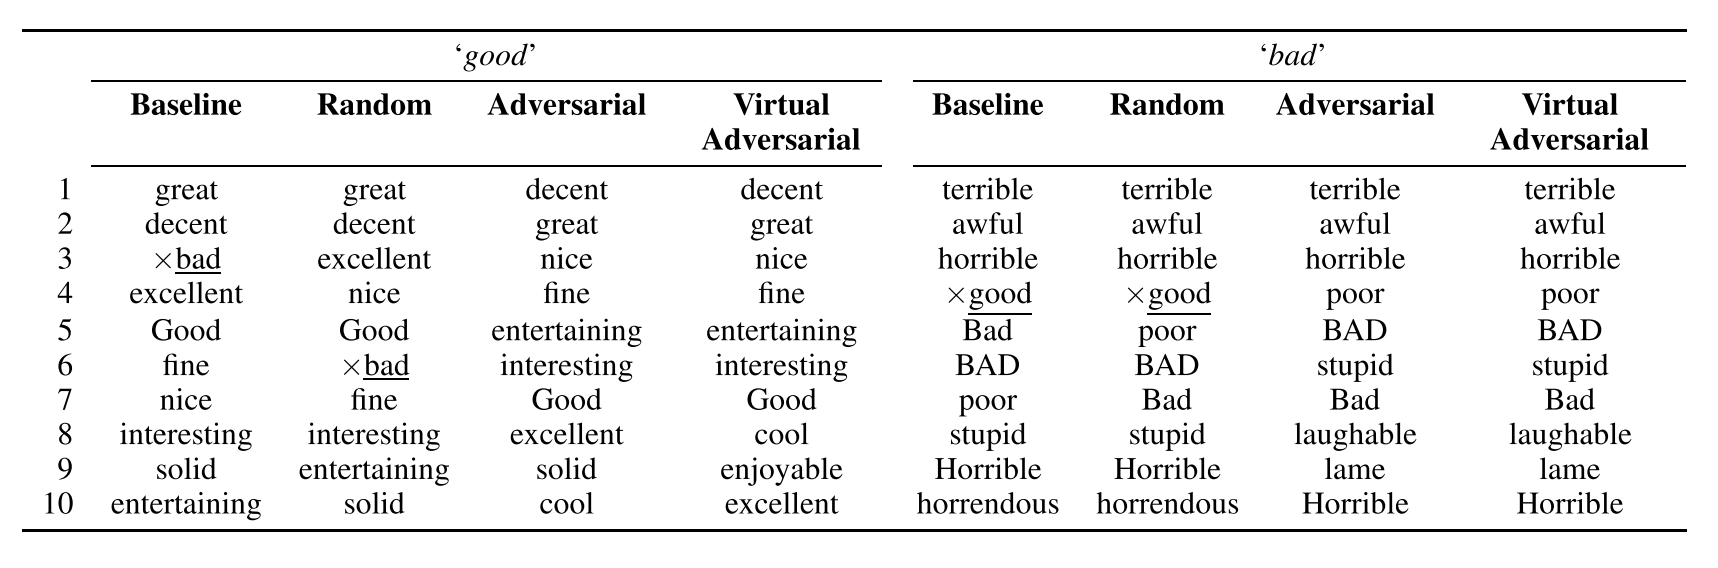 ‘good’ ‘bad’
Baseline Random Adversarial Virtual Adversarial Baseline Random Adversarial Virtual Adversarial
1 great great decent decent terrible terrible terrible terrible
2 decent decent great great awful awful awful awful
3 ×bad excellent nice nice horrible horrible horrible horrible
4 excellent nice fine fine ×good ×good poor poor
5 Good Good entertaining entertaining Bad poor BAD BAD
6 fine ×bad interesting interesting BAD BAD stupid stupid
7 nice fine Good Good poor Bad Bad Bad
8 interesting interesting excellent cool stupid stupid laughable laughable
9 solid entertaining solid enjoyable Horrible Horrible lame lame
10 entertaining solid cool excellent horrendous horrendous Horrible Horrible